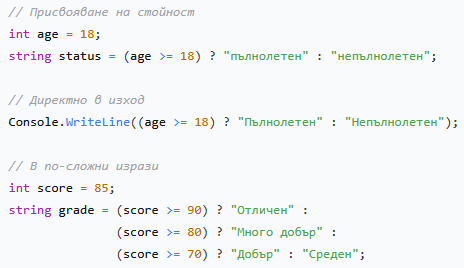 // Присвояване на стойност
int age = 18;
string status = (age >= 18) ? "пълнолетен" : "непълнолетен";
// Директно в изход
Console.WriteLine((age >= 18) ? "Пълнолетен" : "Непълнолетен");
// В по-сложни изрази
int score = 85;
string grade = (score >= 90) ? "Отличен" :
(score >= 80) ? "Много добър" :
(score >= 70) ? "Добър" : "Среден";